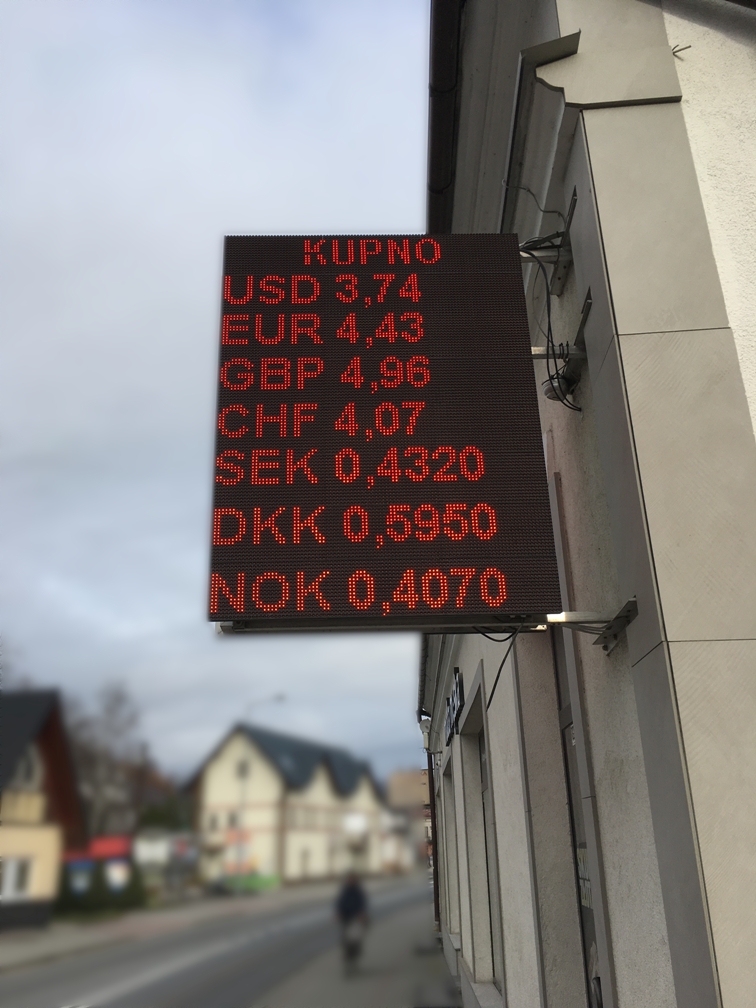 KUPNO
USD 3,74
EUR 4,43
GBP 4,96
CHF 4,07
SEK 0,4320
DKK 0,5950
NOK 0,4070